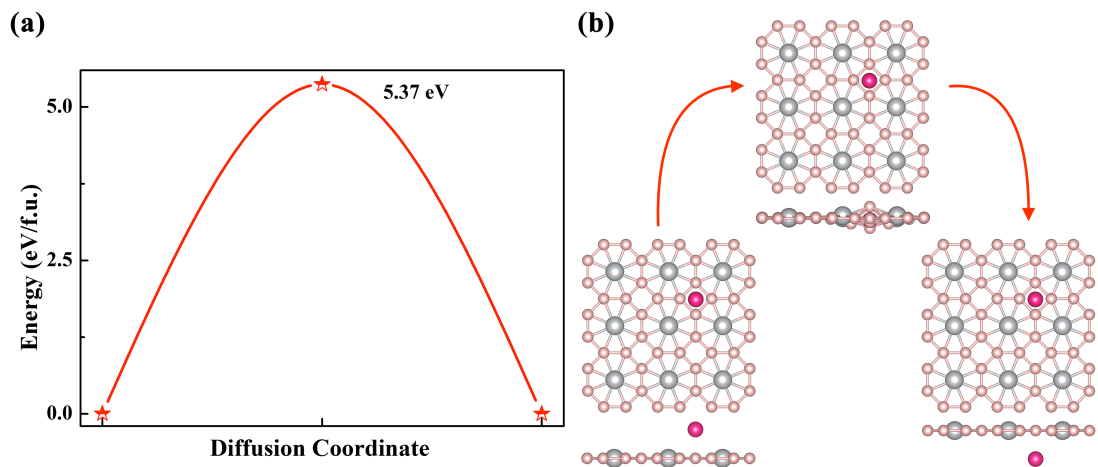 (a)
(b)
5.37 eV
5.0
2.5
0.0
Energy (eV/f.u.)
Diffusion Coordinate